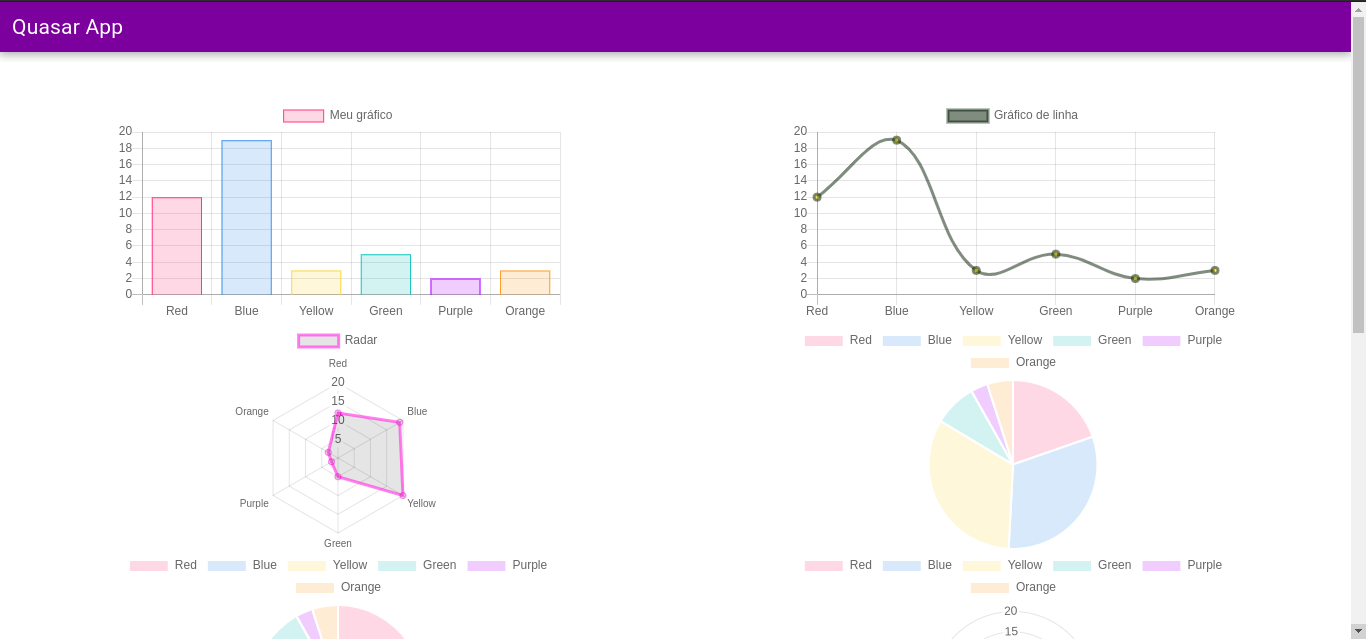 Quasar App
Meu gráfico
20
18
16
14
12
10
8
6
4
2
0
Red Blue Yellow Green Purple Orange
Gráfico de linha
20
18
16
14
12
10
8
6
4
2
0
Red Blue Yellow Green Purple Orange
Radar
Red
20
15
10
5
Orange Blue
Purple Yellow
Green
Red Blue Yellow Green Purple
Orange
Red Blue Yellow Green Purple
Orange
Red Blue Yellow Green Purple
Orange
20
15